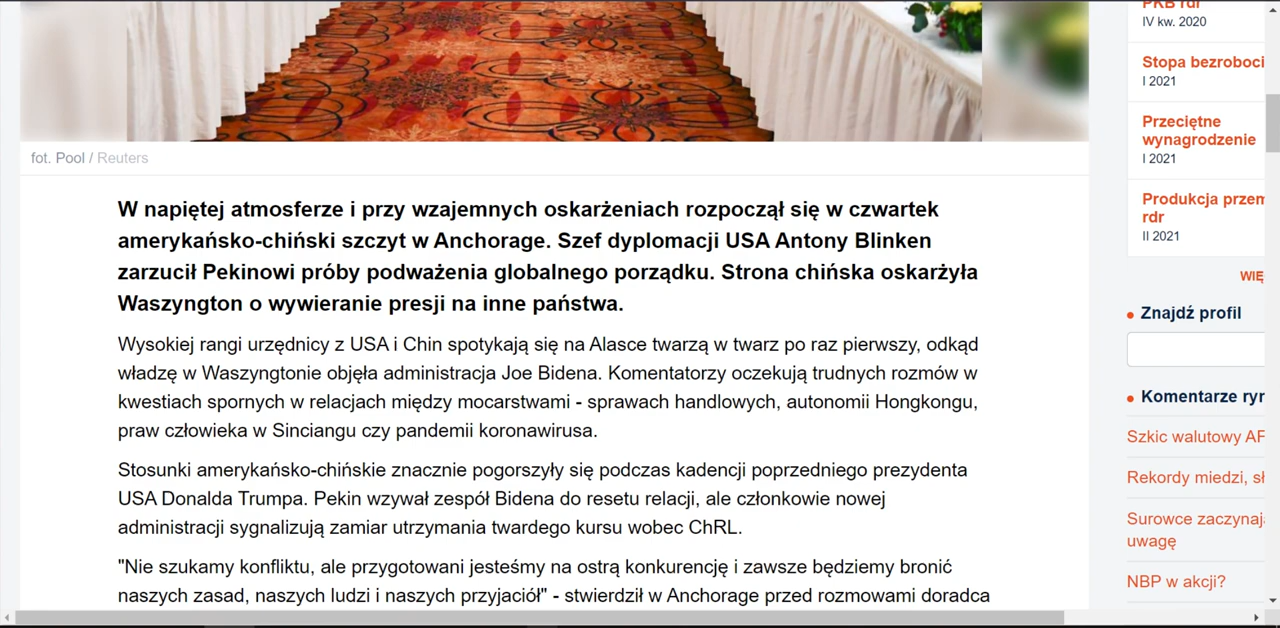 fot. Pool / Reuters
W napiętej atmosferze i przy wzajemnych oskarżeniach rozpoczął się w czwartek
amerykańsko-chiński szczyt w Anchorage. Szef dyplomacji USA Antony Blinken
zarzucił Pekinowi próby podważenia globalnego porządku. Strona chińska oskarżyła
Waszyngton o wywieranie presji na inne państwa.
Wysokiej rangi urzędnicy z USA i Chin spotykają się na Alasce twarzą w twarz po raz pierwszy, odkąd
władzę w Waszyngtonie objęła administracja Joe Bidena. Komentatorzy oczekują trudnych rozmów w
kwestiach spornych w relacjach między mocarstwami - sprawach handlowych, autonomii Hongkongu,
praw człowieka w Sinciangu czy pandemii koronawirusa.
Stosunki amerykańsko-chińskie znacznie pogorszyły się podczas kadencji poprzedniego prezydenta
USA Donalda Trumpa. Pekin wzywał zespół Bidena do resetu relacji, ale członkowie nowej
administracji sygnalizują zamiar utrzymania twardego kursu wobec ChRL.
"Nie szukamy konfliktu, ale przygotowani jesteśmy na ostrą konkurencję i zawsze będziemy bronić
naszych zasad, naszych ludzi i naszych przyjaciół" - stwierdził w Anchorage przed rozmowami doradca
PKB rdr
IV kw. 2020
Stopa bezroboci
I 2021
Przeciętne
wynagrodzenie
I 2021
Produkcja przem
rdr
II 2021
WIĘ
Znajdź profil
Komentarze ryn
Szkic walutowy AF
Rekordy miedzi, sł
Surowce zaczynaj
uwagę
NBP w akcji?